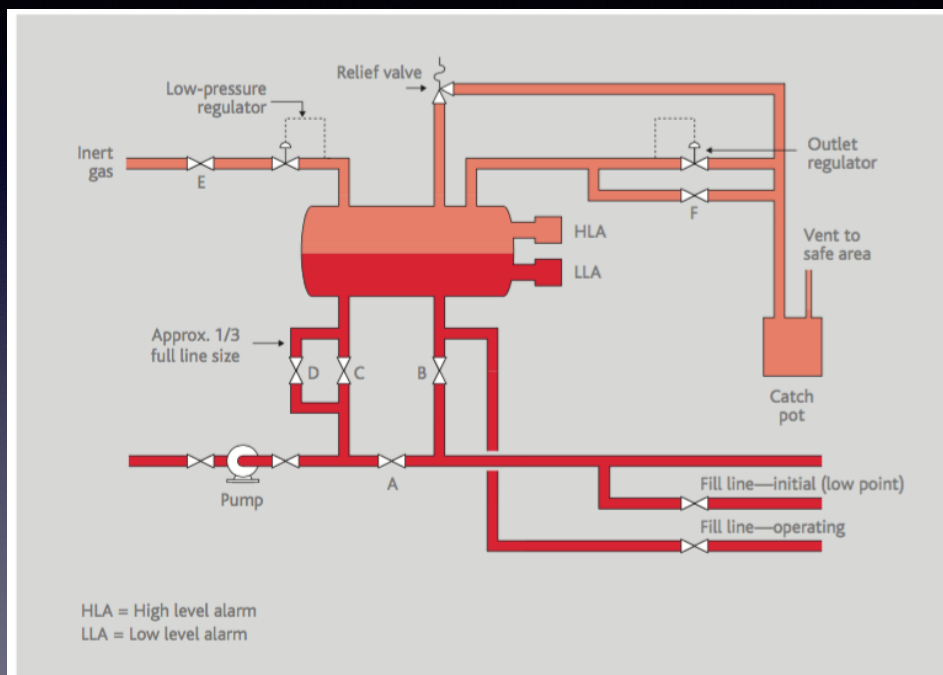 Relief valve
Low-pressure
regulator
Inert
gas
E
Outlet
regulator
F
HLA
LLA
Vent to
safe area
Approx. 1/3
full line size
D
C
B
Catch
pot
A
Pump
Fill line—initial (low point)
Fill line—operating
HLA = High level alarm
LLA = Low level alarm